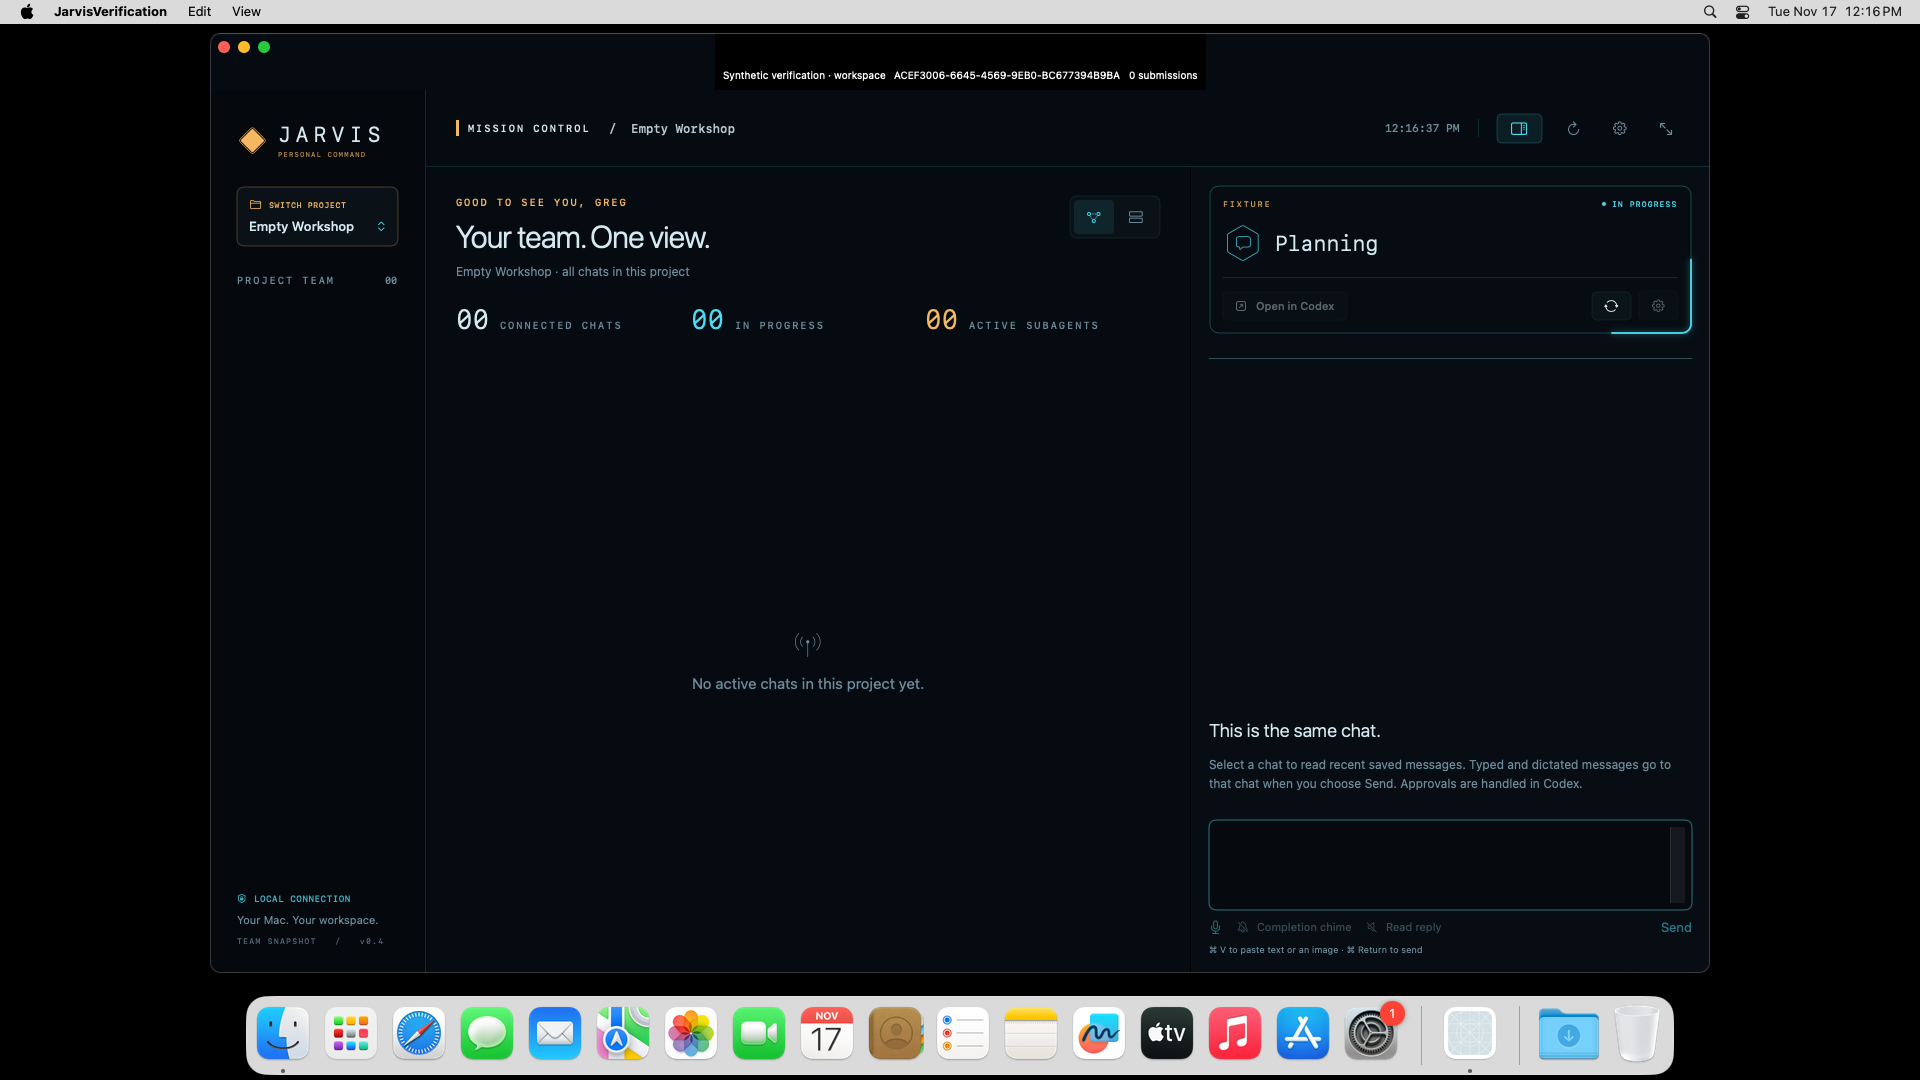 JarvisVerification Edit View
Tue Nov 17 12:16 PM
Synthetic verification · workspace ACEF3006-6645-4569-9EB0-BC677394B9BA 0 submissions
JARVIS
PERSONAL COMMAND
SWITCH PROJECT
Empty Workshop
PROJECT TEAM 00
LOCAL CONNECTION
Your Mac. Your workspace.
TEAM SNAPSHOT / v0.4
MISSION CONTROL / Empty Workshop
12:16:37 PM
GOOD TO SEE YOU, GREG
Your team. One view.
Empty Workshop · all chats in this project
00 CONNECTED CHATS 00 IN PROGRESS 00 ACTIVE SUBAGENTS
No active chats in this project yet.
FIXTURE
IN PROGRESS
Planning
Open in Codex
This is the same chat.
Select a chat to read recent saved messages. Typed and dictated messages go to
that chat when you choose Send. Approvals are handled in Codex.
Completion chime Read reply Send
⌘ V to paste text or an image · ⌘ Return to send
NOV
17
tv
1